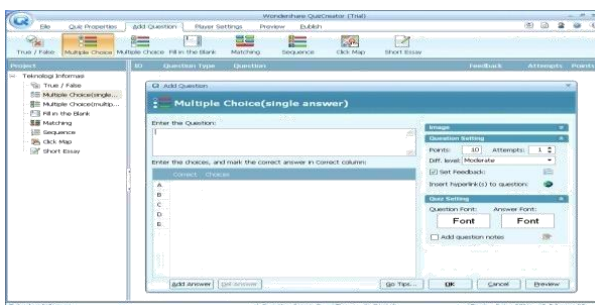 Wondershare QuizCreator (Trial)
File Quiz Properties Add Question Player Settings Preview Publish
True / False Multiple Choice Multiple Choice Fill in the Blank Matching Sequence Click Map Short Essay
Project ID Question Type Question Feedback Attempts Points
Teknologi Informasi
True / False
Multiple Choice(single...
Multiple Choice(multip...
Fill in the Blank
Matching
Sequence
Click Map
Short Essay
Add Question
Multiple Choice(single answer)
Enter the Question:
Enter the choices, and mark the correct answer in Correct column:
Correct Choices
A
B
C
D
E
Add Answer Del Answer Go Tips...
Image
Question Setting
Points: 10 Attempts: 1
Diff. level: Moderate
Set Feedback:
Insert hyperlink(s) to question:
Quiz Setting
Question Font: Answer Font:
Font Font
Add question notes
OK Cancel Preview